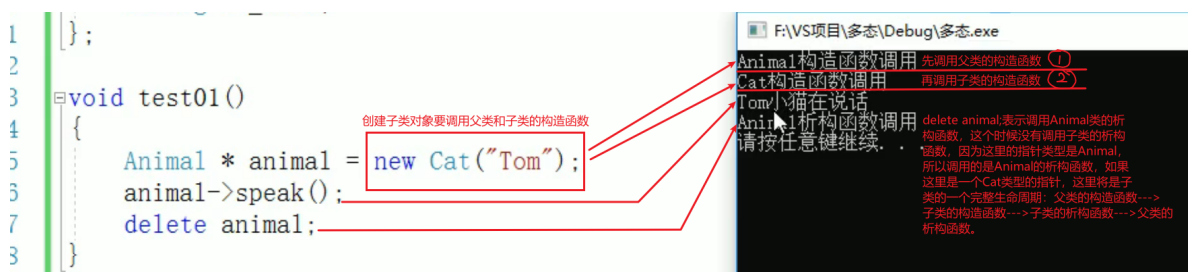 1
};
2
3
void test01()
4
{
创建子类对象要调用父类和子类的构造函数
5
Animal * animal = new Cat("Tom");
6
animal->speak();
7
delete animal;
8
}
F:\VS项目\多态\Debug\多态.exe
Animal构造函数调用 先调用父类的构造函数 1
Cat构造函数调用 再调用子类的构造函数 2
Tom小猫在说话
Animal析构函数调用
请按任意键继续. . .
delete animal;表示调用Animal类的析
构函数，这个时候没有调用子类的析构
函数，因为这里的指针类型是Animal，
所以调用的是Animal的析构函数，如果
这里是一个Cat类型的指针，这里将是子
类的一个完整生命周期：父类的构造函数--->
子类的构造函数--->子类的析构函数--->父类的
析构函数。